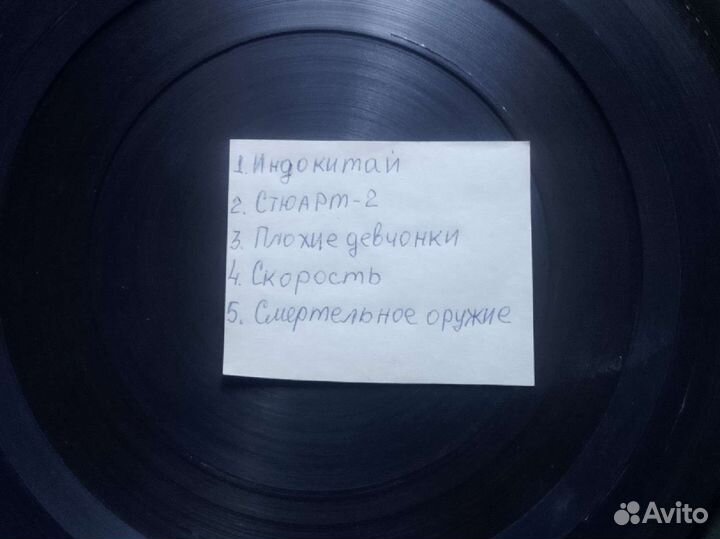 1. Индокитай
2. Стюарт-2
3. Плохие девчонки
4. Скорость
5. Смертельное оружие
Avito